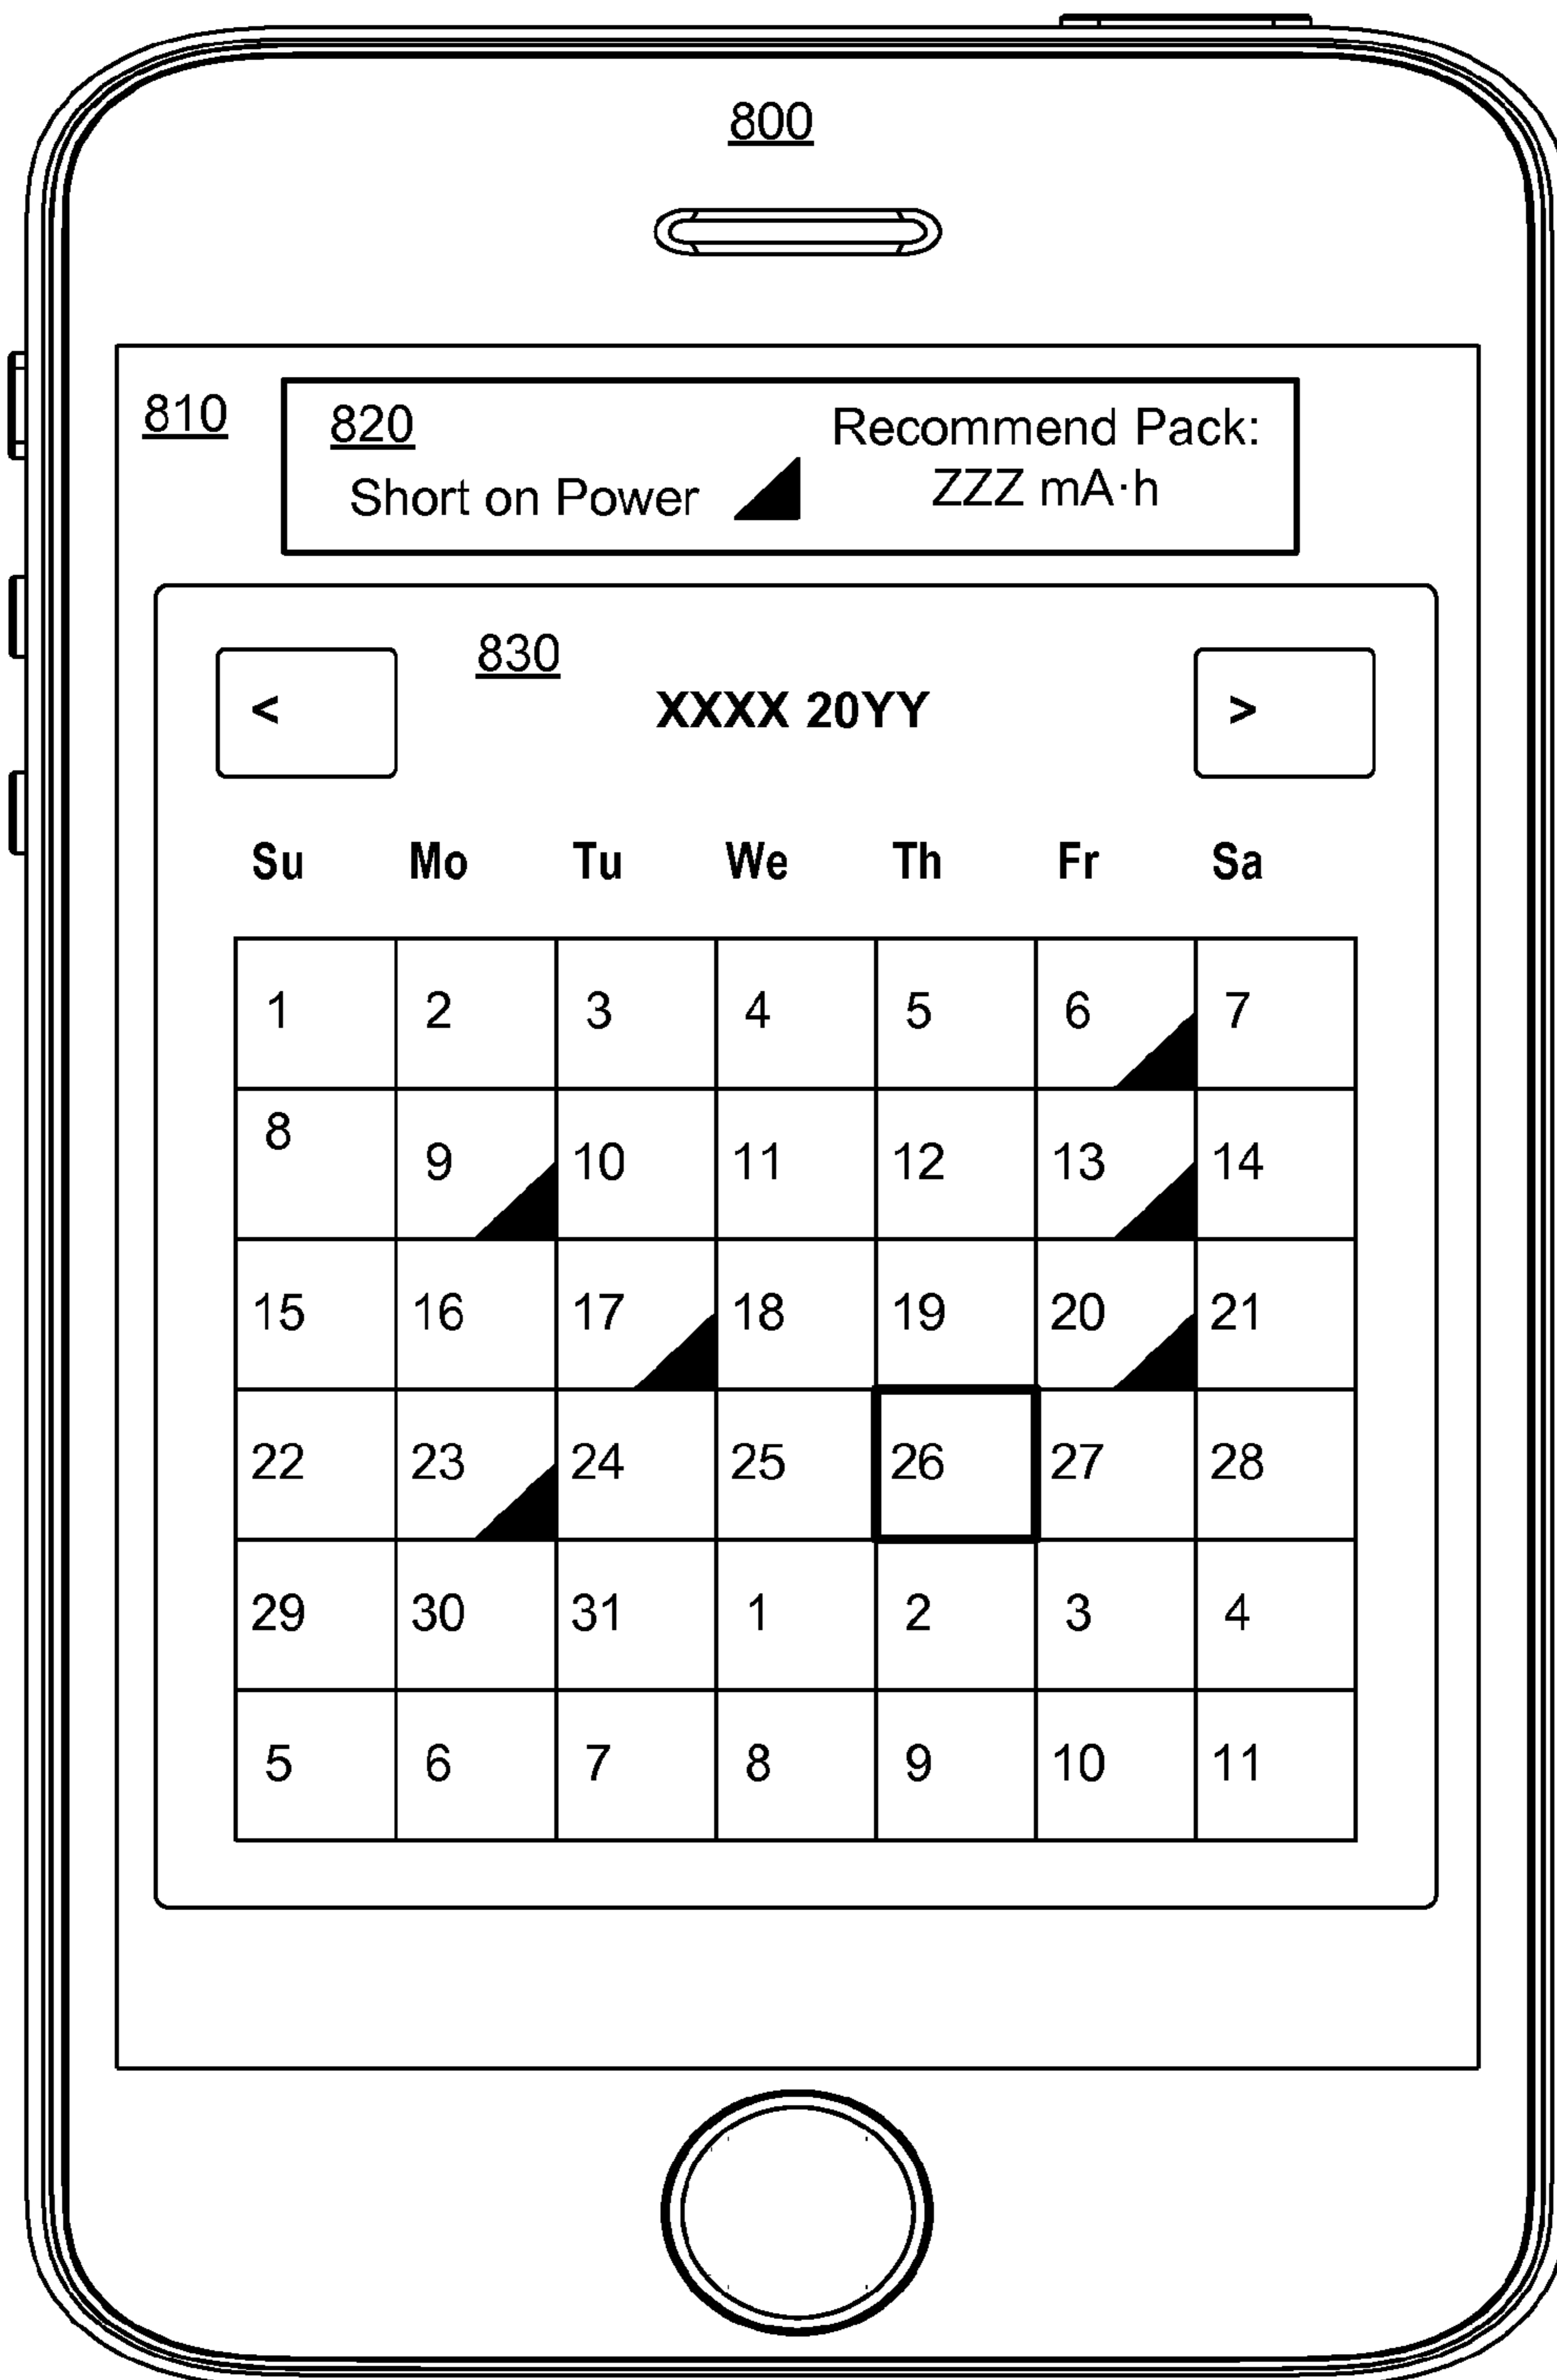 800
810
820
Recommend Pack:
Short on Power
ZZZ mA·h
830
< XXXX 20YY >
Su Mo Tu We Th Fr Sa
1 2 3 4 5 6 7
8 9 10 11 12 13 14
15 16 17 18 19 20 21
22 23 24 25 26 27 28
29 30 31 1 2 3 4
5 6 7 8 9 10 11